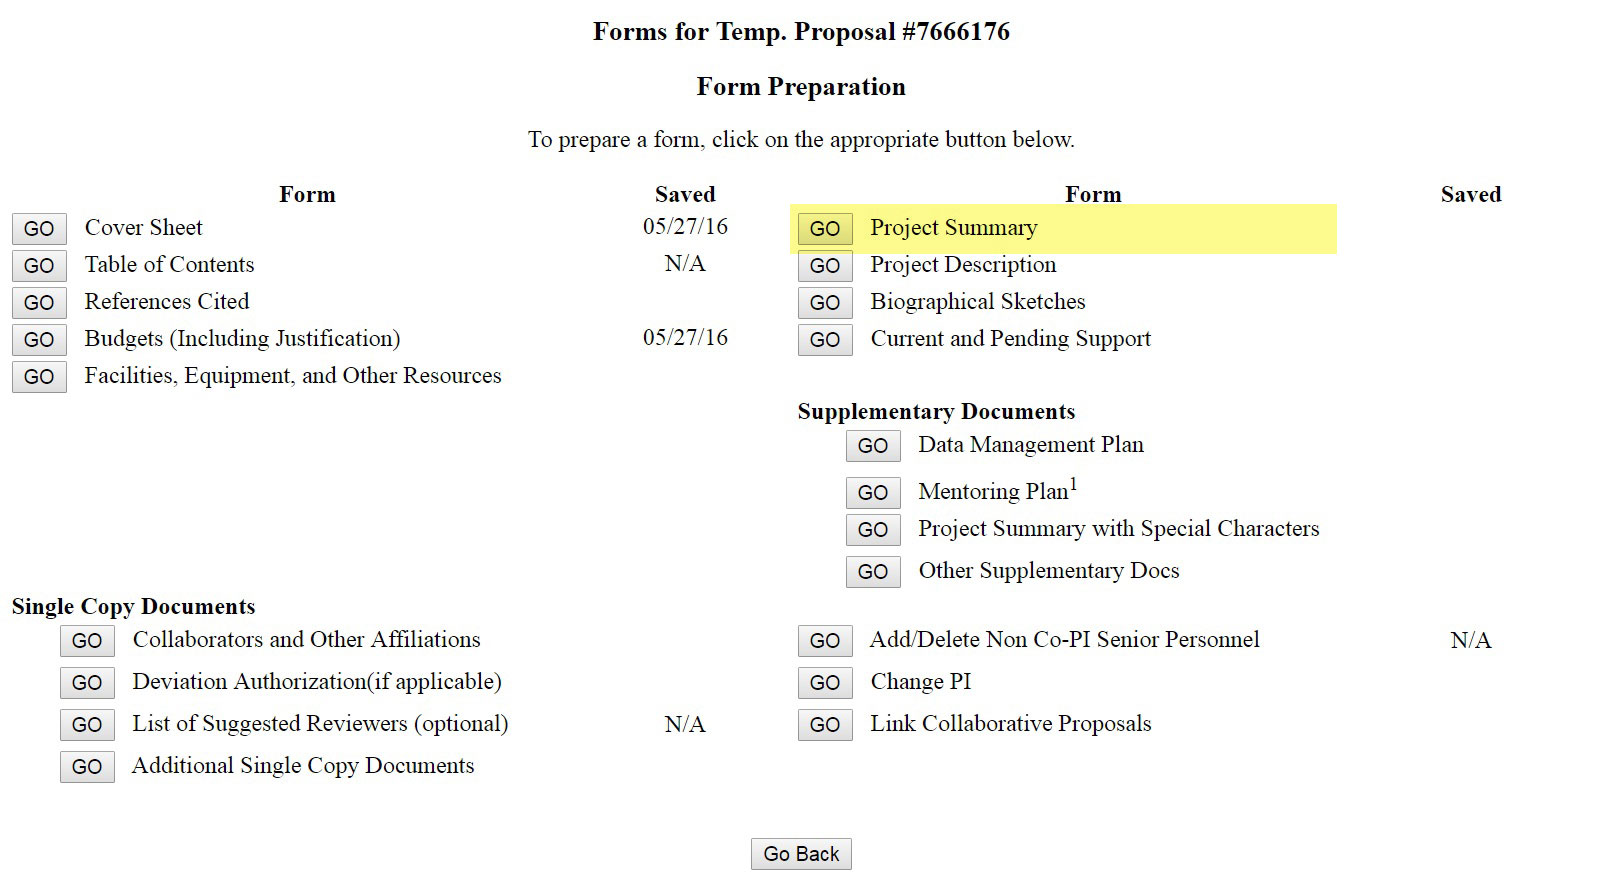 Forms for Temp. Proposal #7666176
Form Preparation
To prepare a form, click on the appropriate button below.
Form Saved Form Saved
GO Cover Sheet 05/27/16 GO Project Summary
GO Table of Contents N/A GO Project Description
GO References Cited GO Biographical Sketches
GO Budgets (Including Justification) 05/27/16 GO Current and Pending Support
GO Facilities, Equipment, and Other Resources
Supplementary Documents
GO Data Management Plan
GO Mentoring Plan1
GO Project Summary with Special Characters
GO Other Supplementary Docs
Single Copy Documents
GO Collaborators and Other Affiliations GO Add/Delete Non Co-PI Senior Personnel N/A
GO Deviation Authorization(if applicable) GO Change PI
GO List of Suggested Reviewers (optional) N/A GO Link Collaborative Proposals
GO Additional Single Copy Documents
Go Back